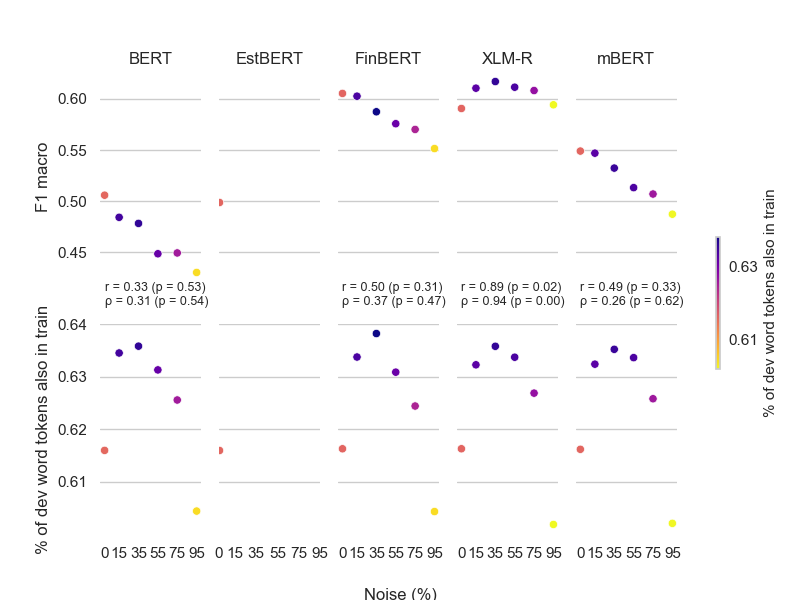 BERT EstBERT FinBERT XLM-R mBERT
0.60
0.55
0.50
0.45
F1 macro
r = 0.33 (p = 0.53)
ρ = 0.31 (p = 0.54)
r = 0.50 (p = 0.31)
ρ = 0.37 (p = 0.47)
r = 0.89 (p = 0.02)
ρ = 0.94 (p = 0.00)
r = 0.49 (p = 0.33)
ρ = 0.26 (p = 0.62)
0.64
0.63
0.62
0.61
% of dev word tokens also in train
0 15 35 55 75 95 0 15 35 55 75 95 0 15 35 55 75 95 0 15 35 55 75 95 0 15 35 55 75 95
Noise (%)
0.63
0.61
% of dev word tokens also in train